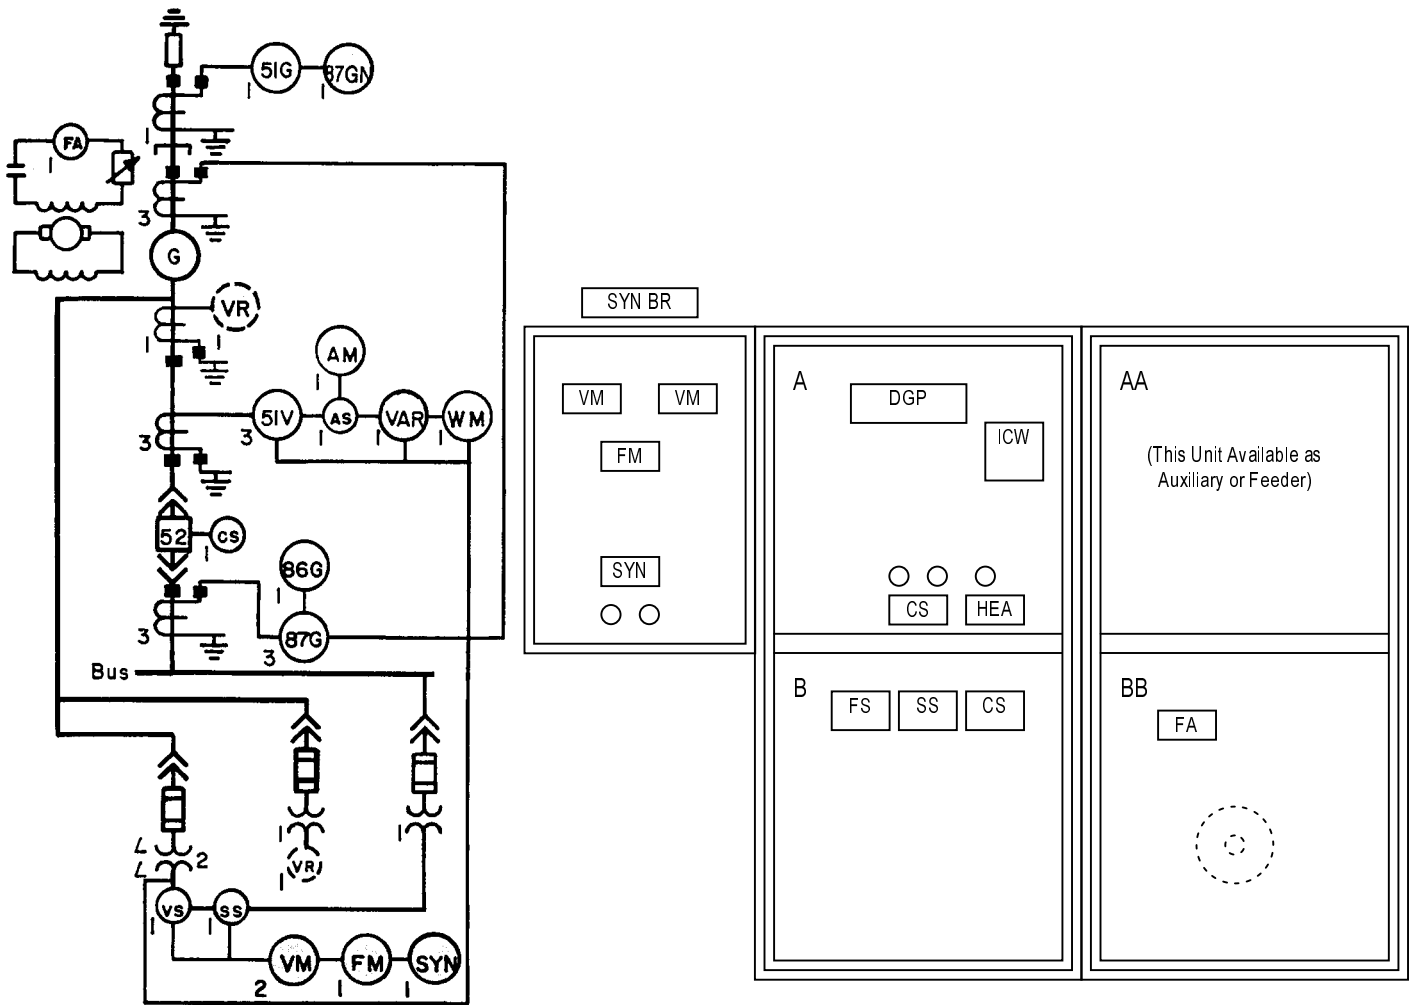 51G
87GN
1
1
1
FA
1
3
G
VR
1
1
AM
1
51V
AS
VAR
WM
3
3
1
1
1
52
CS
1
86G
1
87G
3
3
Bus
L
L
2
1
VR
1
1
VS
SS
1
1
VM
FM
SYN
2
1
1
SYN BR
VM
VM
FM
SYN
A
DGP
ICW
CS
HEA
B
FS
SS
CS
AA
(This Unit Available as
Auxiliary or Feeder)
BB
FA